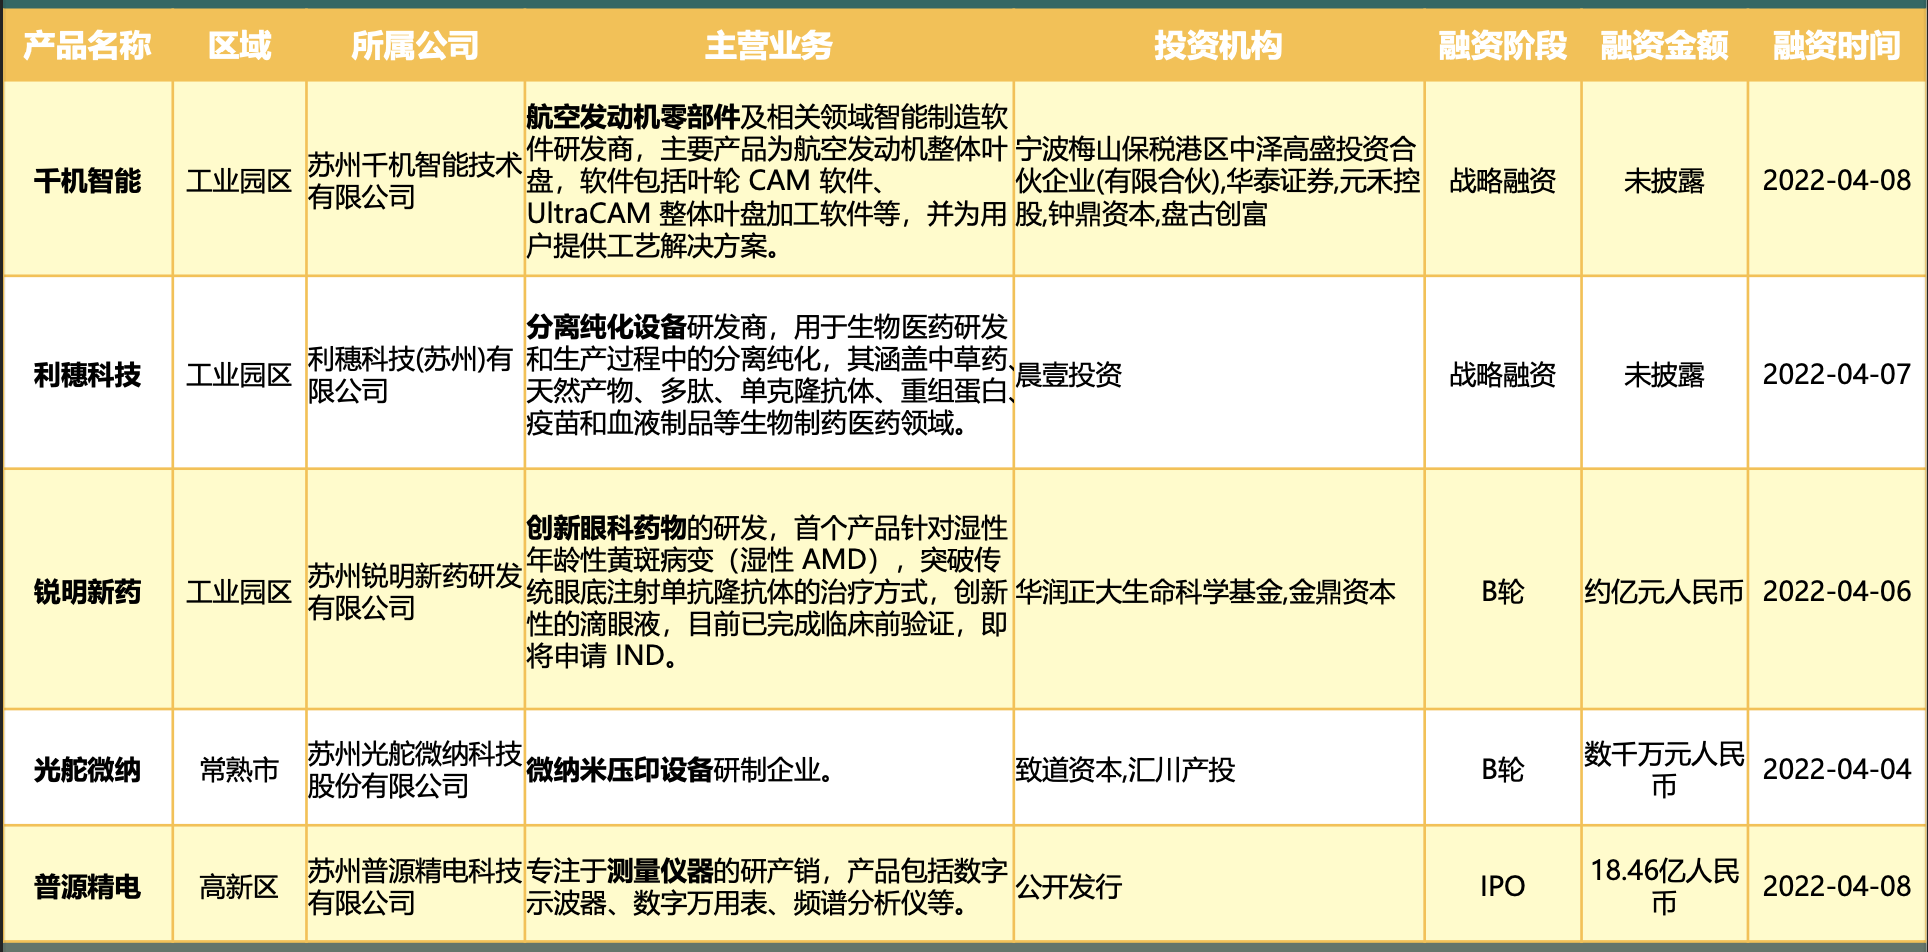 产品名称 区域 所属公司 主营业务 投资机构 融资阶段 融资金额 融资时间
千机智能
工业园区
苏州千机智能技术
有限公司
航空发动机零部件及相关领域智能制造软
件研发商，主要产品为航空发动机整体叶
盘，软件包括叶轮 CAM 软件、
UltraCAM 整体叶盘加工软件等，并为用
户提供工艺解决方案。
宁波梅山保税港区中泽高盛投资合
伙企业(有限合伙),华泰证券,元禾控
股,钟鼎资本,盘古创富
战略融资
未披露
2022-04-08
利穗科技
工业园区
利穗科技(苏州)有
限公司
分离纯化设备研发商，用于生物医药研发
和生产过程中的分离纯化，其涵盖中草药、
天然产物、多肽、单克隆抗体、重组蛋白、
疫苗和血液制品等生物制药医药领域。
晨壹投资
战略融资
未披露
2022-04-07
锐明新药
工业园区
苏州锐明新药研发
有限公司
创新眼科药物的研发，首个产品针对湿性
年龄性黄斑病变（湿性 AMD），突破传
统眼底注射单抗隆抗体的治疗方式，创新
性的滴眼液，目前已完成临床前验证，即
将申请 IND。
华润正大生命科学基金,金鼎资本
B轮
约亿元人民币
2022-04-06
光舵微纳
常熟市
苏州光舵微纳科技
股份有限公司
微纳米压印设备研制企业。
致道资本,汇川产投
B轮
数千万元人民
币
2022-04-04
普源精电
高新区
苏州普源精电科技
有限公司
专注于测量仪器的研产销，产品包括数字
示波器、数字万用表、频谱分析仪等。
公开发行
IPO
18.46亿人民
币
2022-04-08